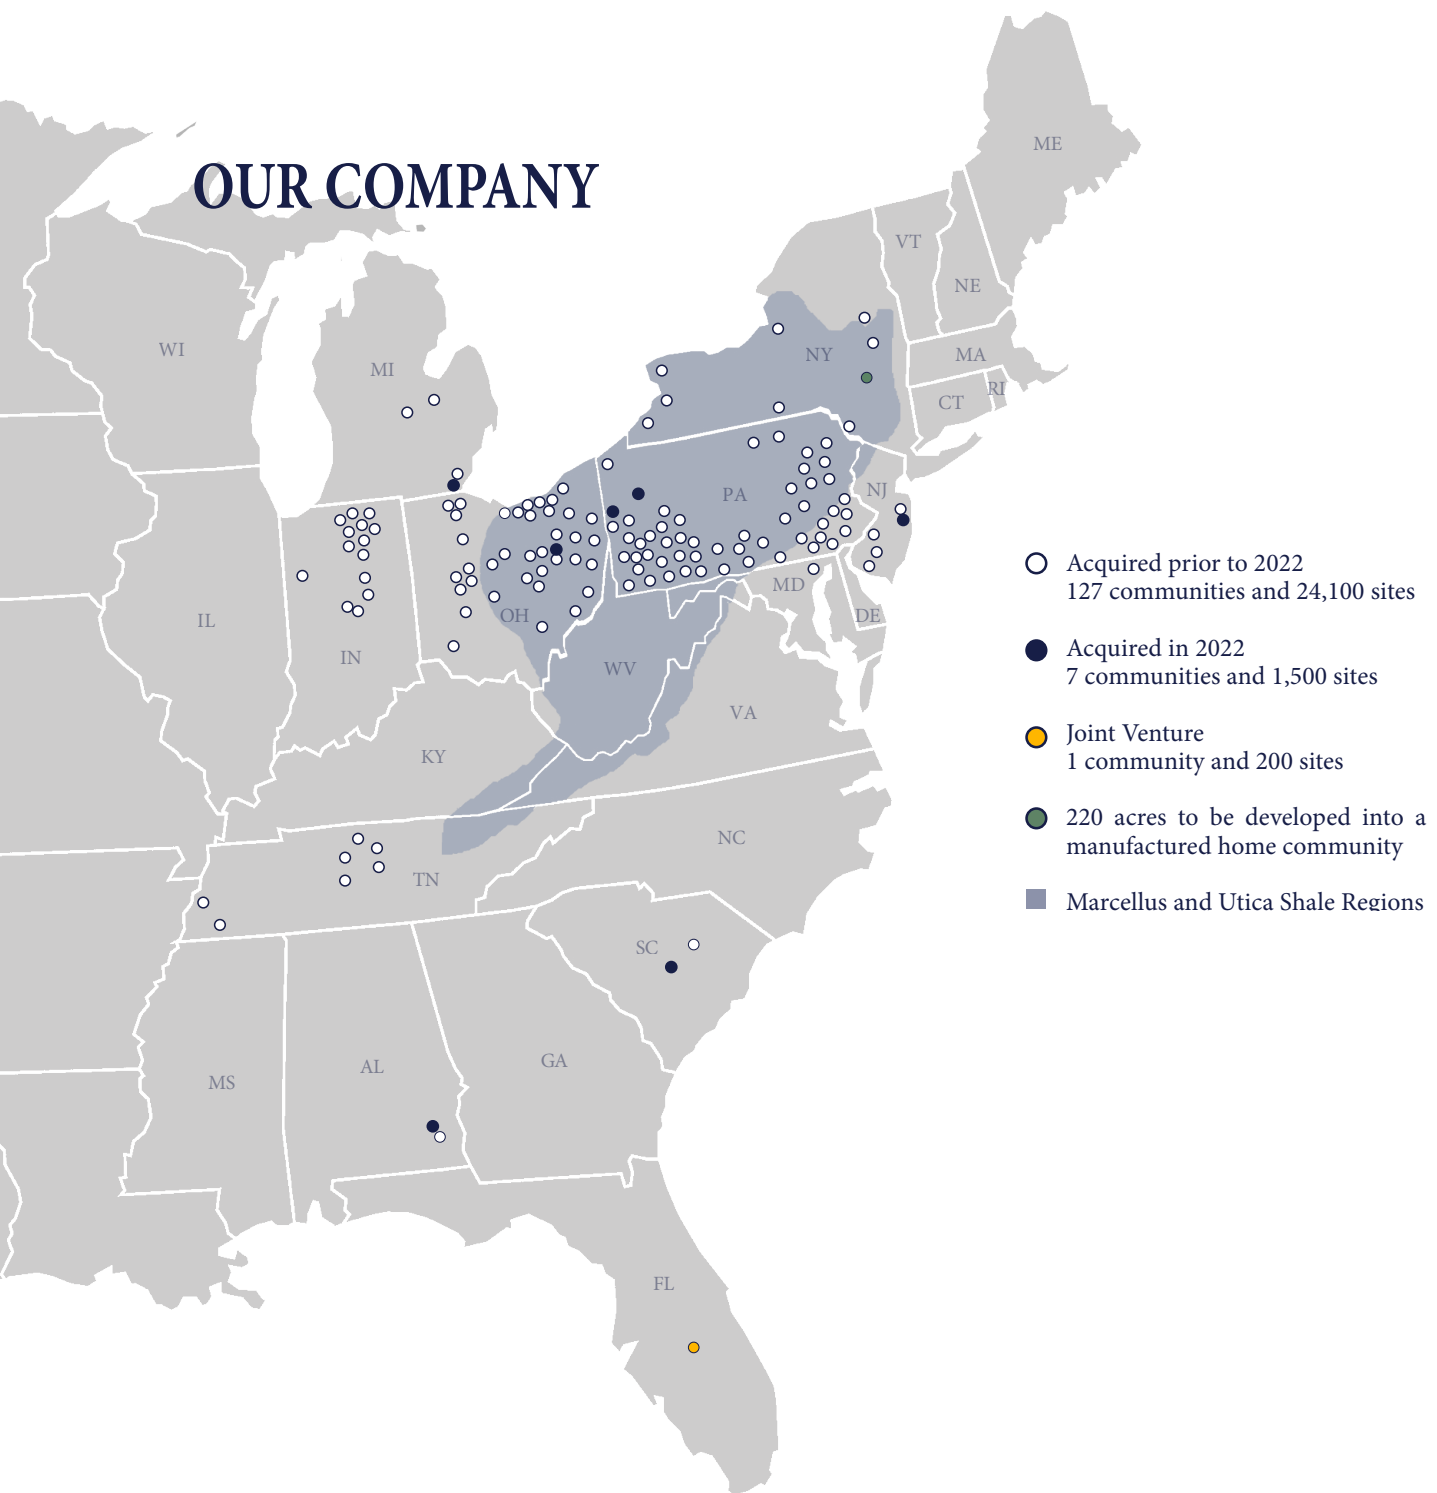 OUR COMPANY
ME
VT
NE
WI
NY
MA
MI
RI
CT
NJ
PA
MD
DE
OH
IL
IN
WV
VA
KY
NC
TN
SC
GA
AL
MS
FL
Acquired prior to 2022
127 communities and 24,100 sites
Acquired in 2022
7 communities and 1,500 sites
Joint Venture
1 community and 200 sites
220 acres to be developed into a
manufactured home community
Marcellus and Utica Shale Regions